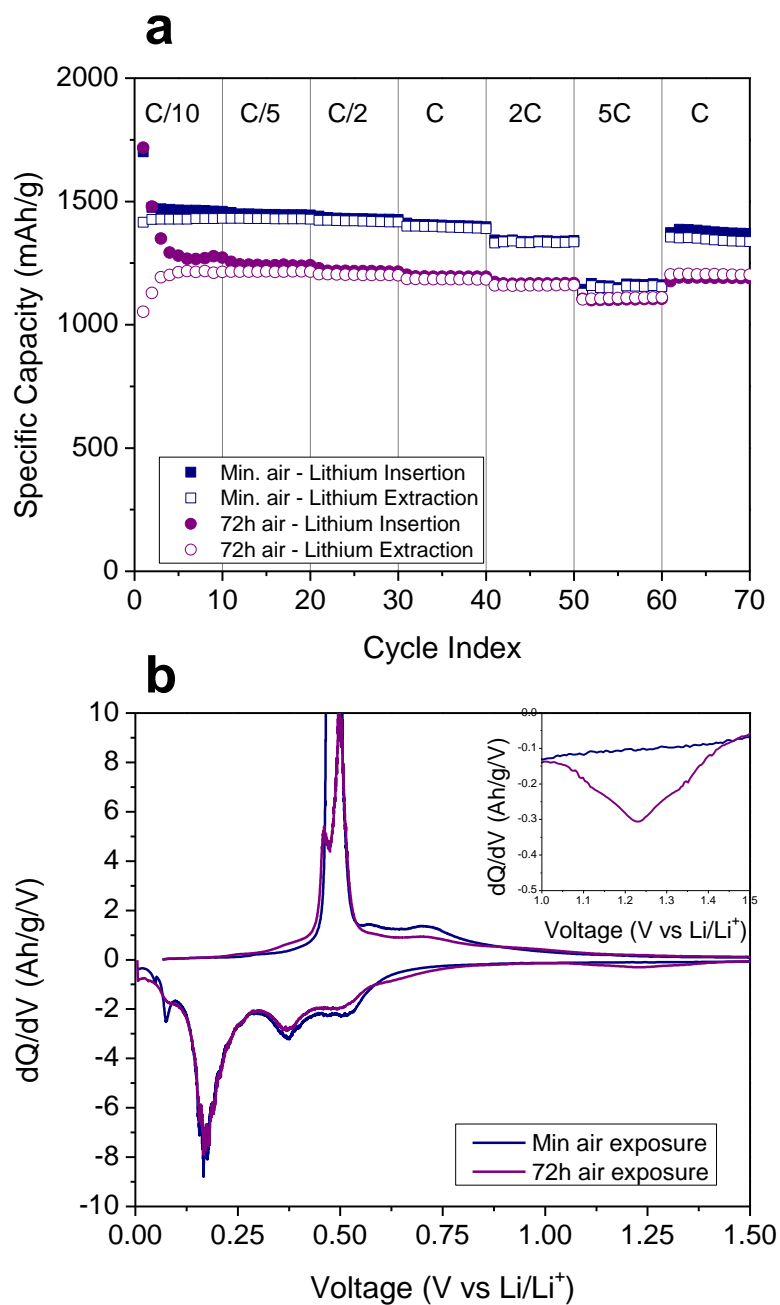 a
2000
1500
1000
500
0
Specific Capacity (mAh/g)
C/10 C/5 C/2 C 2C 5C C
Min. air - Lithium Insertion
Min. air - Lithium Extraction
72h air - Lithium Insertion
72h air - Lithium Extraction
0 10 20 30 40 50 60 70
Cycle Index
b
10
8
6
4
2
0
-2
-4
-6
-8
-10
dQ/dV (Ah/g/V)
0.0
-0.1
-0.2
-0.3
-0.4
-0.5
dQ/dV (Ah/g/V)
1.0 1.1 1.2 1.3 1.4 15
Voltage (V vs Li/Li⁺)
Min air exposure
72h air exposure
0.00 0.25 0.50 0.75 1.00 1.25 1.50
Voltage (V vs Li/Li⁺)